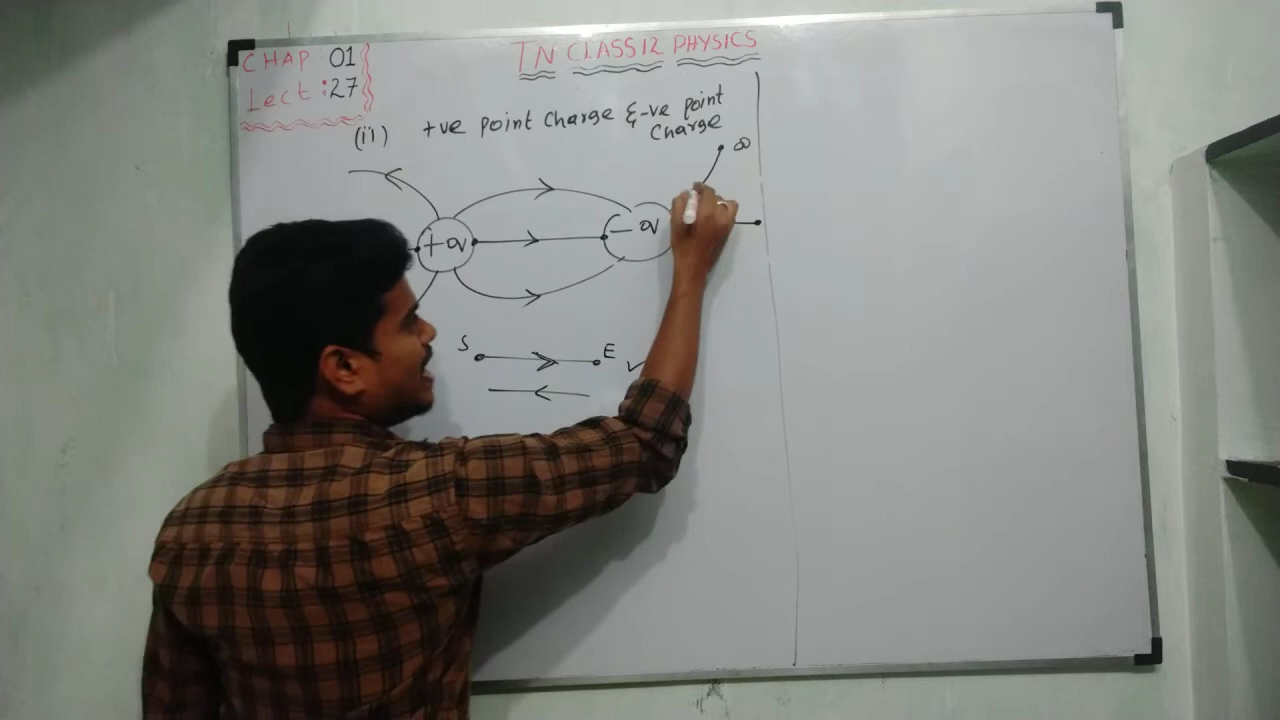 TN CLASS 12 PHYSICS
CHAP 01
Lect : 27
(ii) +ve point charge & -ve point
charge
∞
+q
-q
S
E